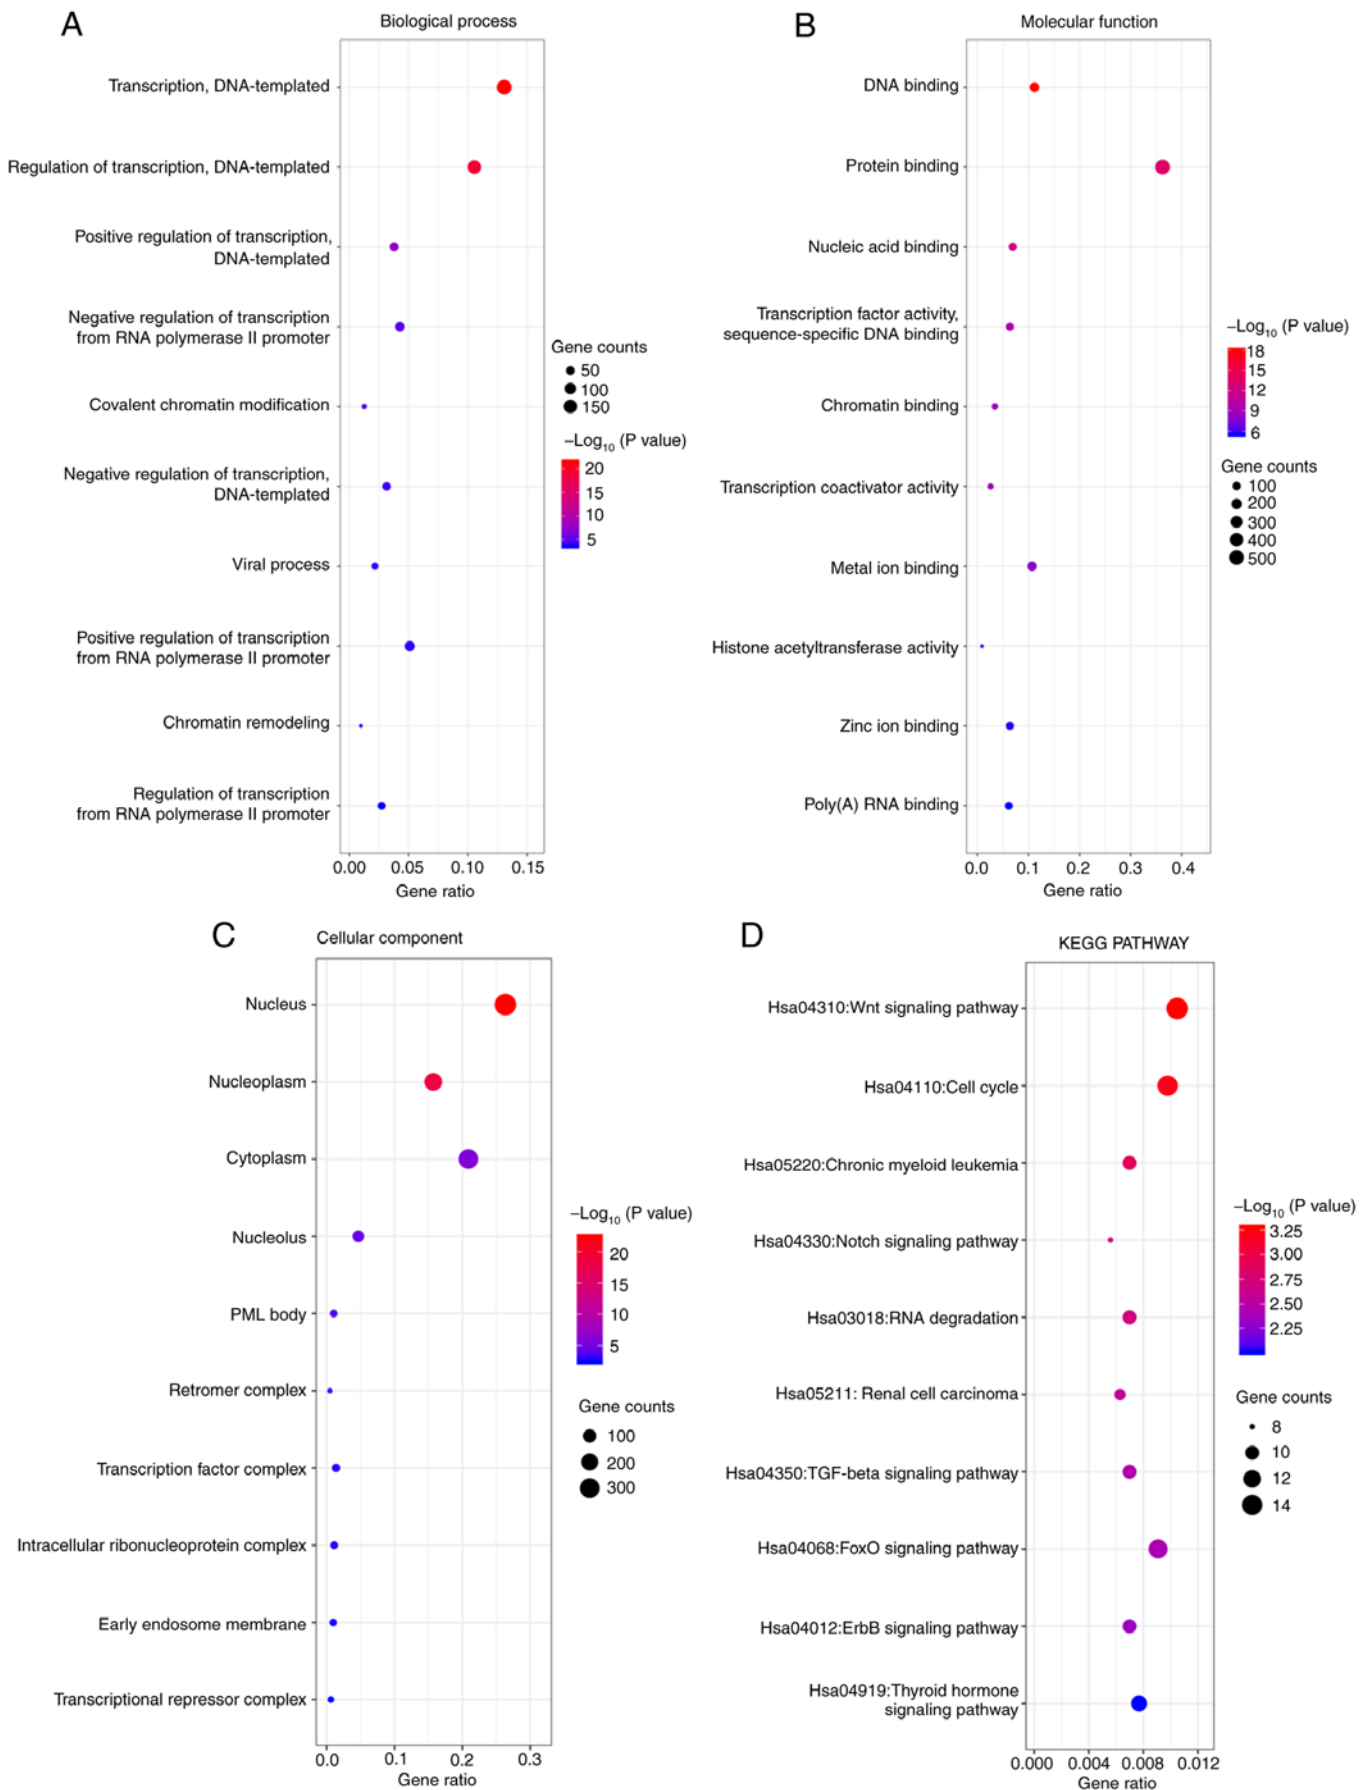 A
Biological process
Transcription, DNA-templated
Regulation of transcription, DNA-templated
Positive regulation of transcription,
DNA-templated
Negative regulation of transcription
from RNA polymerase II promoter
Covalent chromatin modification
Negative regulation of transcription,
DNA-templated
Viral process
Positive regulation of transcription
from RNA polymerase II promoter
Chromatin remodeling
Regulation of transcription
from RNA polymerase II promoter
0.00 0.05 0.10 0.15
Gene ratio
Gene counts
50
100
150
–Log10 (P value)
20
15
10
5
B
Molecular function
DNA binding
Protein binding
Nucleic acid binding
Transcription factor activity,
sequence-specific DNA binding
Chromatin binding
Transcription coactivator activity
Metal ion binding
Histone acetyltransferase activity
Zinc ion binding
Poly(A) RNA binding
0.0 0.1 0.2 0.3 0.4
Gene ratio
–Log10 (P value)
18
15
12
9
6
Gene counts
100
200
300
400
500
C
Cellular component
Nucleus
Nucleoplasm
Cytoplasm
Nucleolus
PML body
Retromer complex
Transcription factor complex
Intracellular ribonucleoprotein complex
Early endosome membrane
Transcriptional repressor complex
0.0 0.1 0.2 0.3
Gene ratio
–Log10 (P value)
20
15
10
5
Gene counts
100
200
300
D
KEGG PATHWAY
Hsa04310:Wnt signaling pathway
Hsa04110:Cell cycle
Hsa05220:Chronic myeloid leukemia
Hsa04330:Notch signaling pathway
Hsa03018:RNA degradation
Hsa05211: Renal cell carcinoma
Hsa04350:TGF-beta signaling pathway
Hsa04068:FoxO signaling pathway
Hsa04012:ErbB signaling pathway
Hsa04919:Thyroid hormone
signaling pathway
0.000 0.004 0.008 0.012
Gene ratio
–Log10 (P value)
3.25
3.00
2.75
2.50
2.25
Gene counts
8
10
12
14